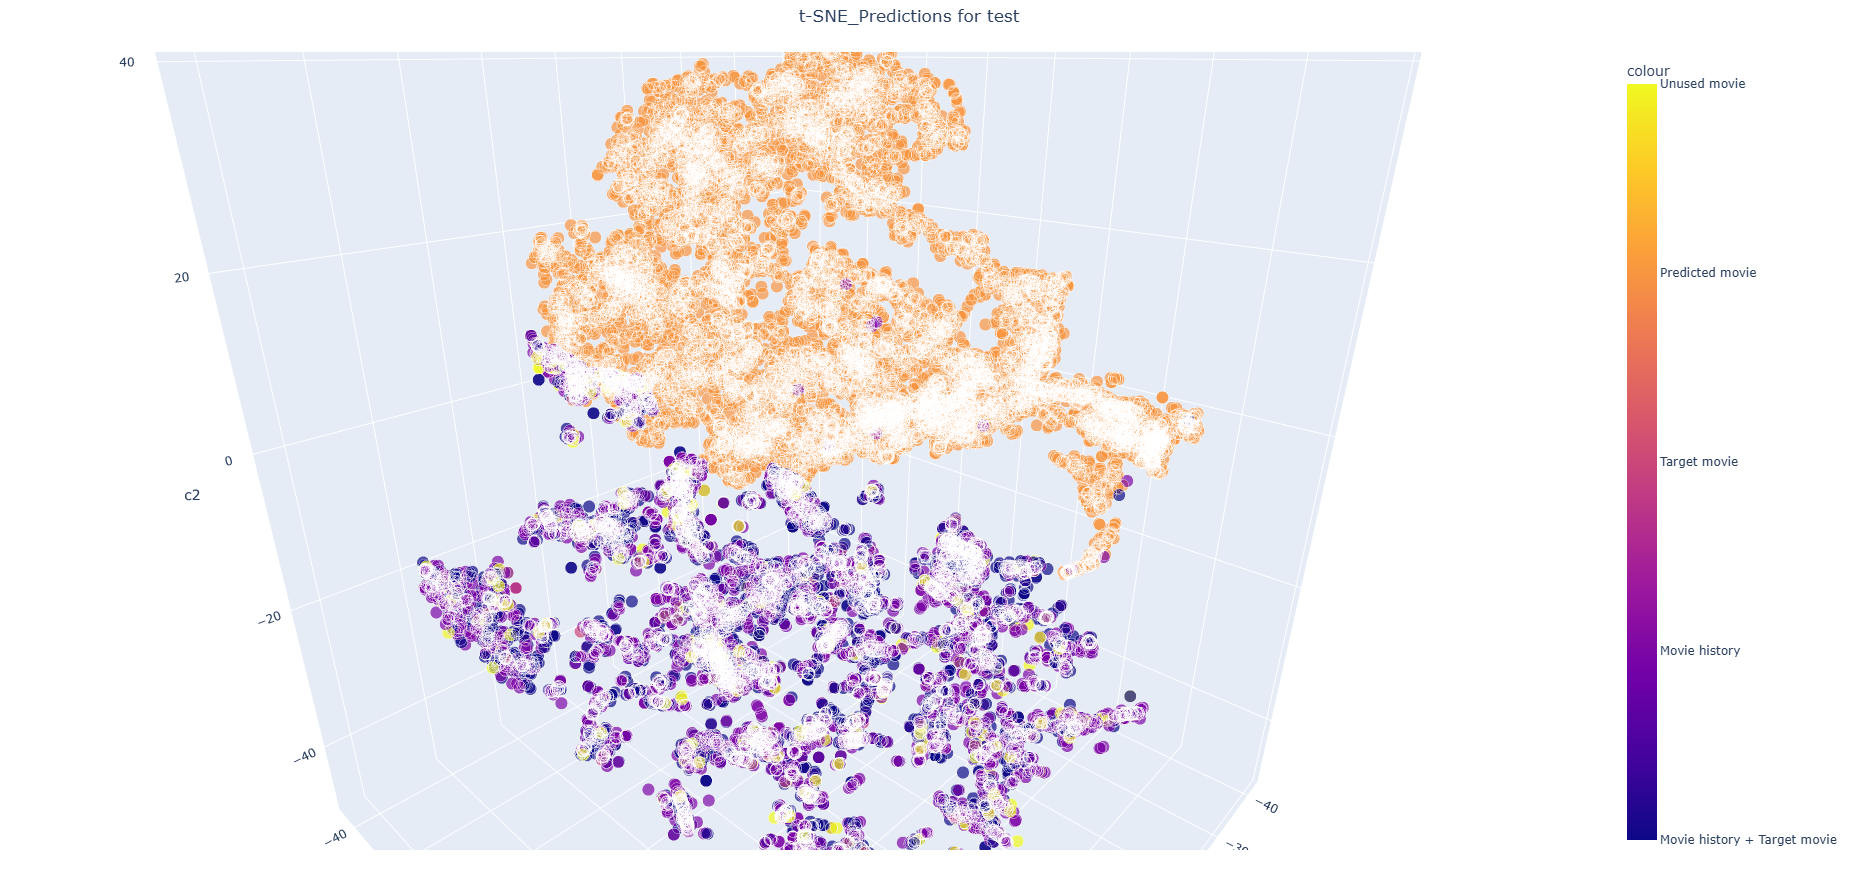 t-SNE_Predictions for test
40
20
0
c2
−20
−40
−40
−40
colour
Unused movie
Predicted movie
Target movie
Movie history
Movie history + Target movie